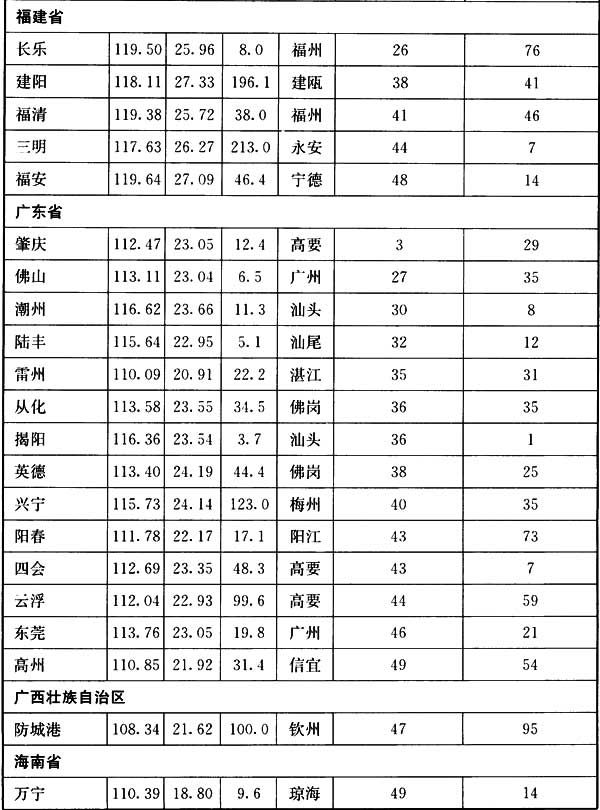 福建省
长乐 119.50 25.96 8.0 福州 26 76
建阳 118.11 27.33 196.1 建瓯 38 41
福清 119.38 25.72 38.0 福州 41 46
三明 117.63 26.27 213.0 永安 44 7
福安 119.64 27.09 46.4 宁德 48 14
广东省
肇庆 112.47 23.05 12.4 高要 3 29
佛山 113.11 23.04 6.5 广州 27 35
潮州 116.62 23.66 11.3 汕头 30 8
陆丰 115.64 22.95 5.1 汕尾 32 12
雷州 110.09 20.91 22.2 湛江 35 31
从化 113.58 23.55 34.5 佛岗 36 35
揭阳 116.36 23.54 3.7 汕头 36 1
英德 113.40 24.19 44.4 佛岗 38 25
兴宁 115.73 24.14 123.0 梅州 40 35
阳春 111.78 22.17 17.1 阳江 43 73
四会 112.69 23.35 48.3 高要 43 7
云浮 112.04 22.93 99.6 高要 44 59
东莞 113.76 23.05 19.8 广州 46 21
高州 110.85 21.92 31.4 信宜 49 54
广西壮族自治区
防城港 108.34 21.62 100.0 钦州 47 95
海南省
万宁 110.39 18.80 9.6 琼海 49 14